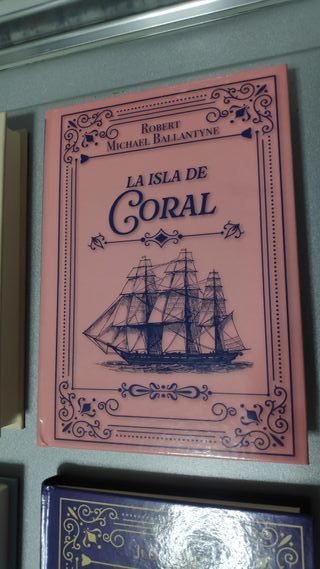 ROBERT
MICHAEL BALLANTYNE
LA ISLA DE
CORAL